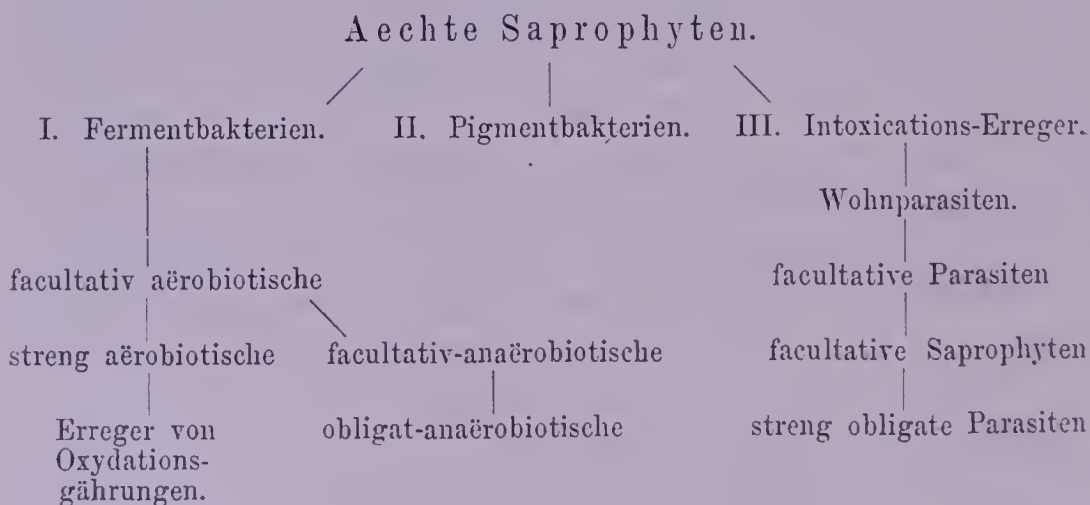 Aechte Saprophyten.
I. Fermentbakterien. II. Pigmentbakterien. III. Intoxications-Erreger.
Wohnparasiten.
facultativ aërobiotische facultative Parasiten
streng aërobiotische facultativ-anaërobiotische facultative Saprophyten
Erreger von obligat-anaërobiotische streng obligate Parasiten
Oxydations-
gährungen.